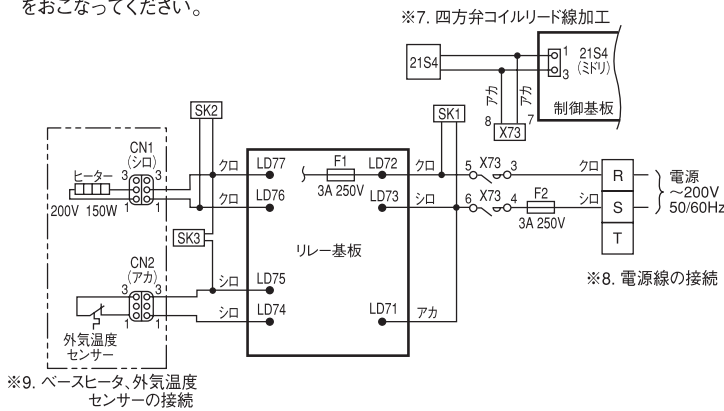 をおこなってください。
※7. 四方弁コイルリード線加工
21S4
1
3
21S4
(ミドリ)
制御基板
アカ
アカ
8
7
X73
SK2
SK1
CN1
(シロ)
ヒーター
3
3
1
1
200V 150W
クロ
クロ
LD77
LD76
F1
3A 250V
LD72
LD73
クロ
シロ
5
X73
3
6
X73
4
F2
3A 250V
クロ
シロ
R
S
T
電源
～200V
50/60Hz
SK3
リレー基板
CN2
(アカ)
3
3
1
1
シロ
シロ
LD75
LD74
LD71
アカ
外気温度
センサー
※8. 電源線の接続
※9. ベースヒータ、外気温度
センサーの接続